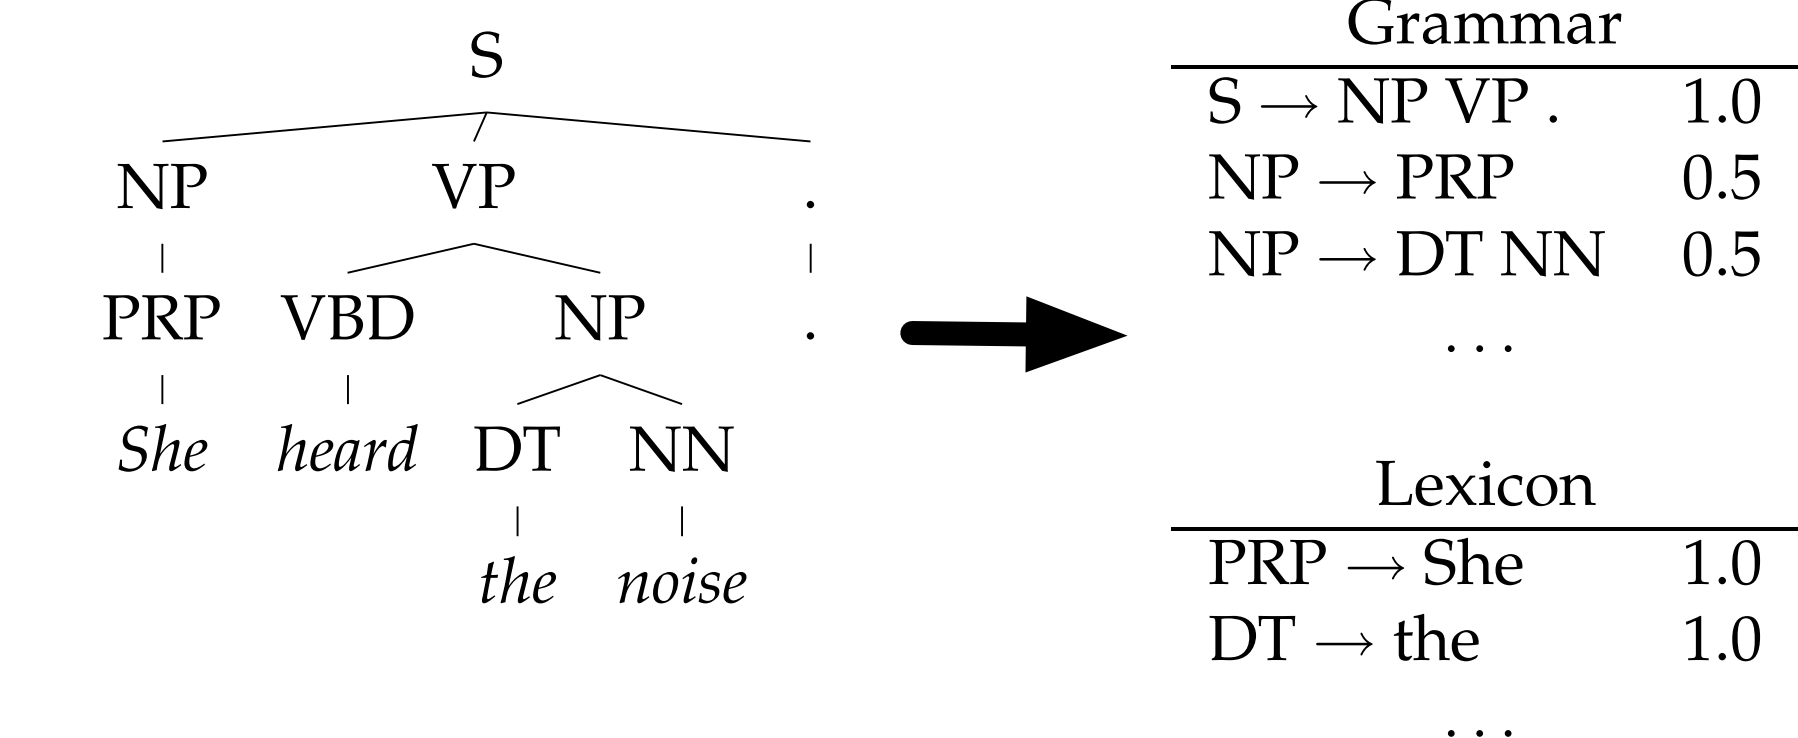 S
NP VP .
PRP VBD NP .
She heard DT NN
the noise
Grammar
S → NP VP . 1.0
NP → PRP 0.5
NP → DT NN 0.5
. . .
Lexicon
PRP → She 1.0
DT → the 1.0
. . .